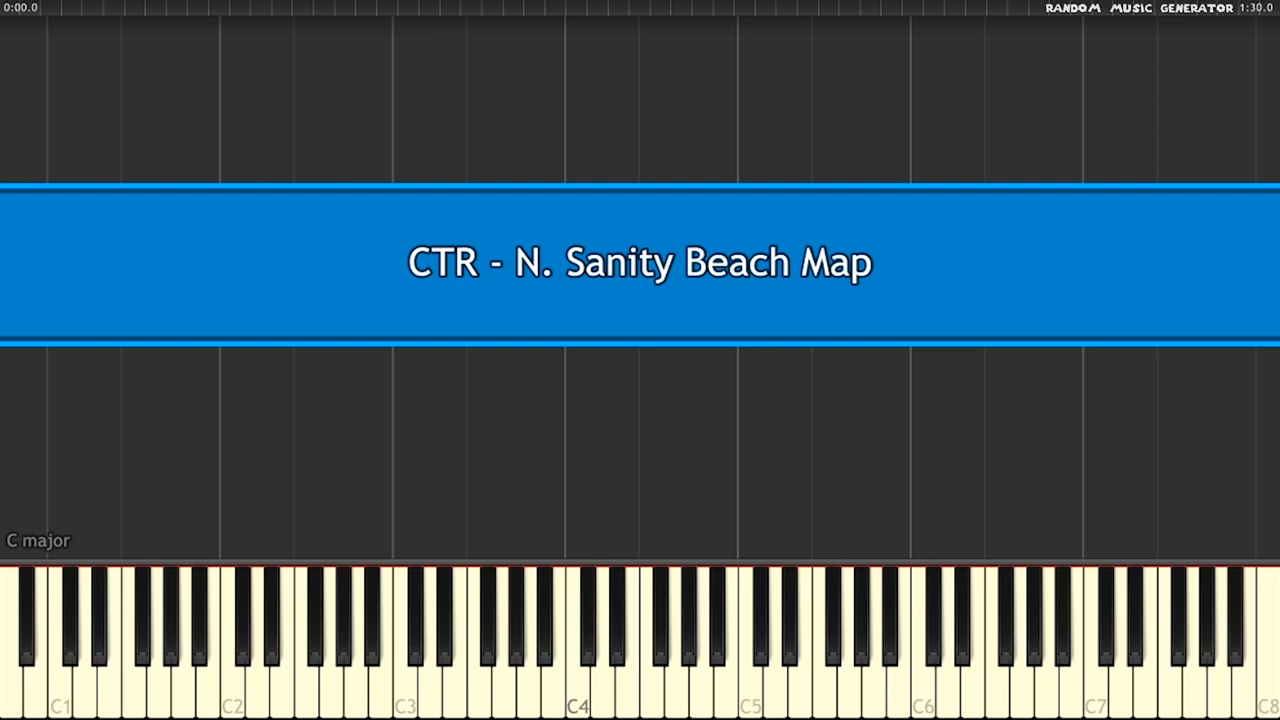 0:00.0 RANDOM MUSIC GENERATOR 1:30.0
CTR - N. Sanity Beach Map
C major
C1 C2 C3 C4 C5 C6 C7 C8